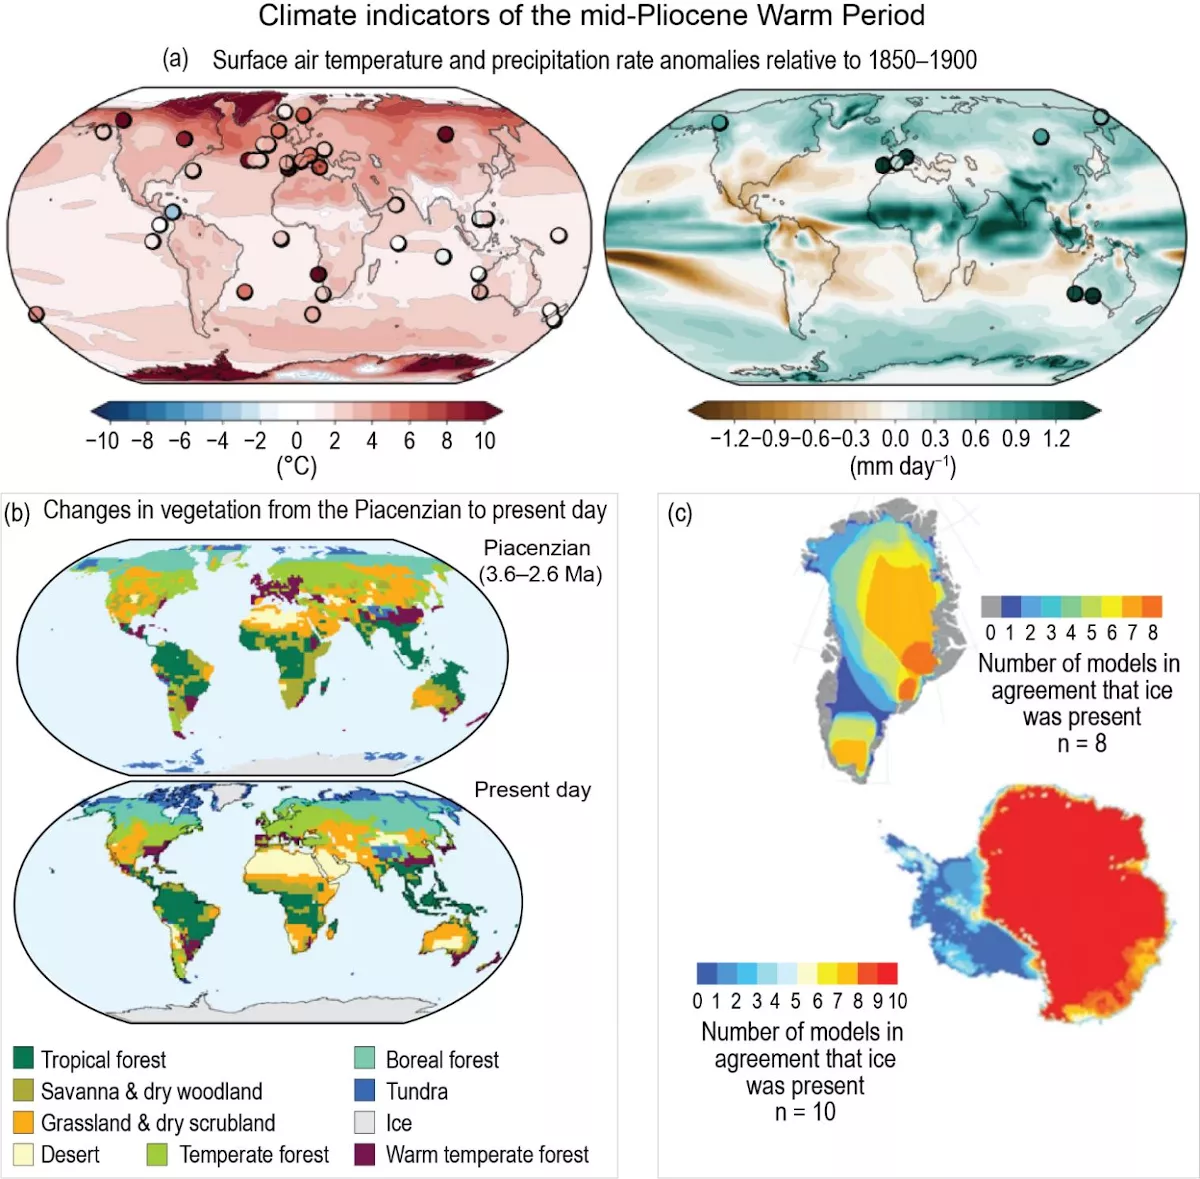 Climate indicators of the mid-Pliocene Warm Period
(a) Surface air temperature and precipitation rate anomalies relative to 1850–1900
−10 −8 −6 −4 −2 0 2 4 6 8 10
(°C)
−1.2−0.9−0.6−0.3 0.0 0.3 0.6 0.9 1.2
(mm day−1)
(b) Changes in vegetation from the Piacenzian to present day
Piacenzian
(3.6–2.6 Ma)
Present day
Tropical forest
Savanna & dry woodland
Grassland & dry scrubland
Desert
Temperate forest
Boreal forest
Tundra
Ice
Warm temperate forest
(c)
0 1 2 3 4 5 6 7 8
Number of models in
agreement that ice
was present
n = 8
0 1 2 3 4 5 6 7 8 9 10
Number of models in
agreement that ice
was present
n = 10